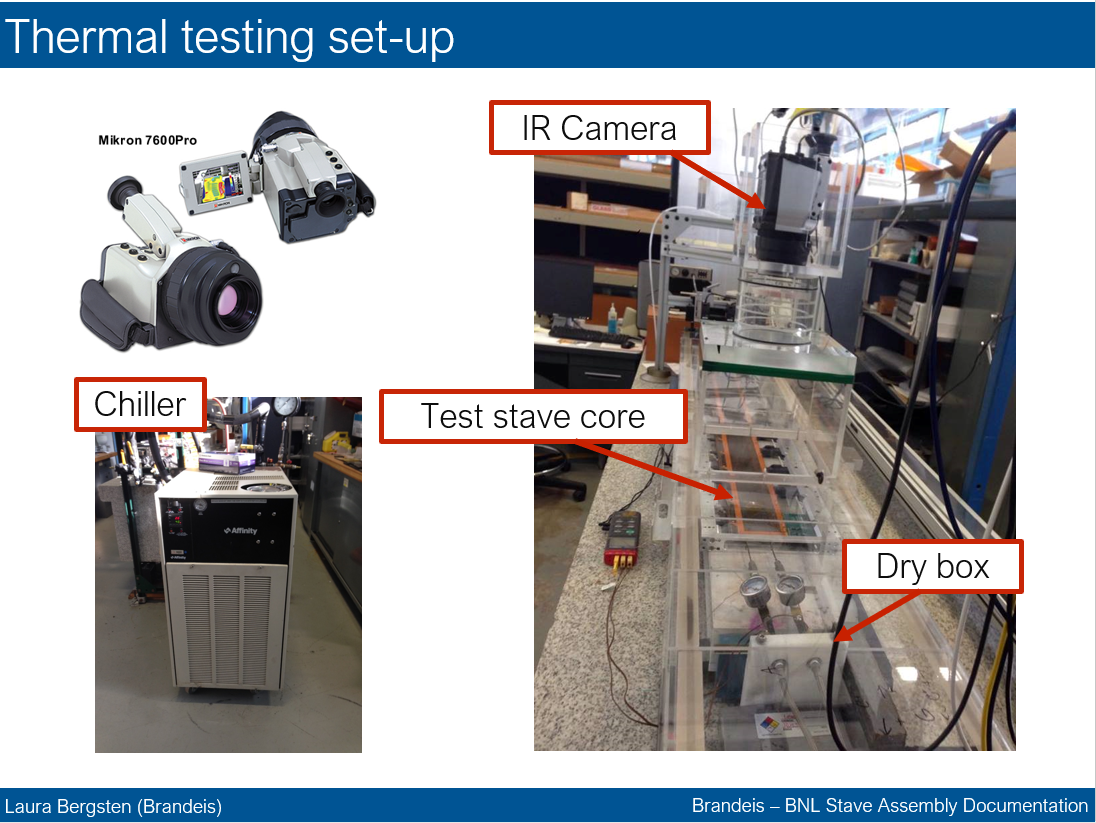 Thermal testing set-up
Mikron 7600Pro
IR Camera
Chiller
Test stave core
Affinity
Dry box
Laura Bergsten (Brandeis)
Brandeis – BNL Stave Assembly Documentation